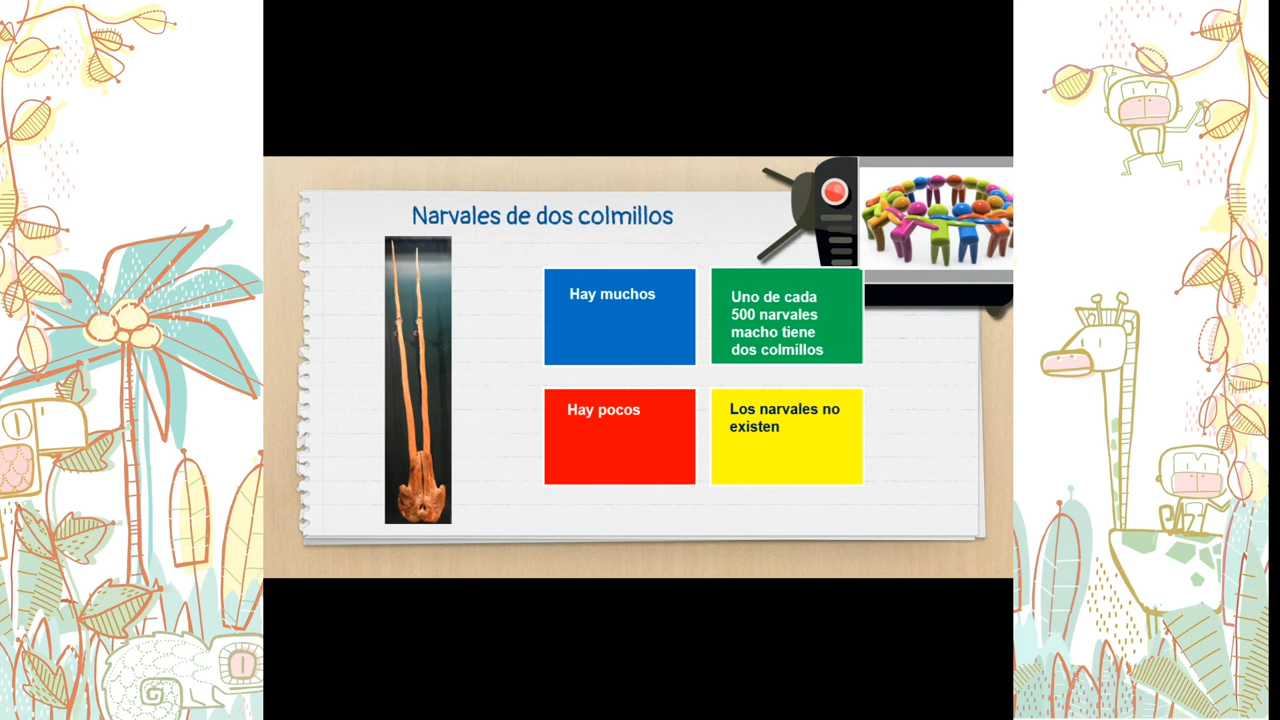 Narvales de dos colmillos
Hay muchos
Uno de cada
500 narvales
macho tiene
dos colmillos
Hay pocos
Los narvales no
existen